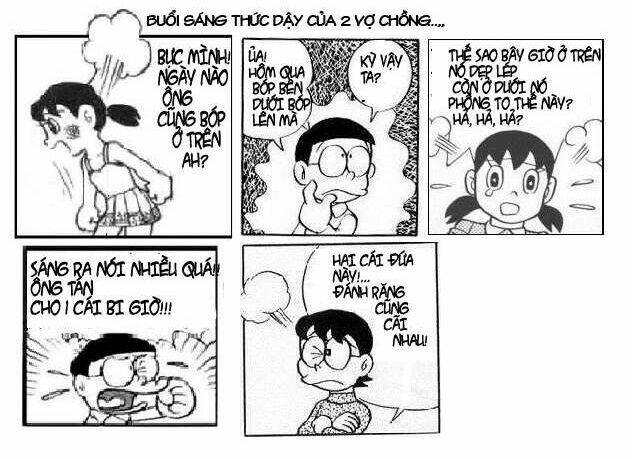 BUỔI SÁNG THỨC DẬY CỦA 2 VỢ CHỒNG..,,
BỰC MÌNH!
NGÀY NÀO
ÔNG
CŨNG BÓP
Ở TRÊN
AH?
ỦA!
HÔM QUA
BÓP BÊN
DƯỚI BÓP
LÊN MÀ
KỲ VẬY
TA?
THẾ SAO BÂY GIỜ Ở TRÊN
NÓ DẸP LÉP
CÒN Ở DƯỚI NÓ
PHÒNG TO THẾ NÀY?
HẢ, HẢ, HẢ?
SÁNG RA NÓI NHIỀU QUÁ!!
ÔNG TÁN
CHO 1 CÁI BI GIỜ!!!
HAI CÁI ĐỨA
NÀY!...
ĐÁNH RĂNG
CŨNG
CÃI
NHAU!